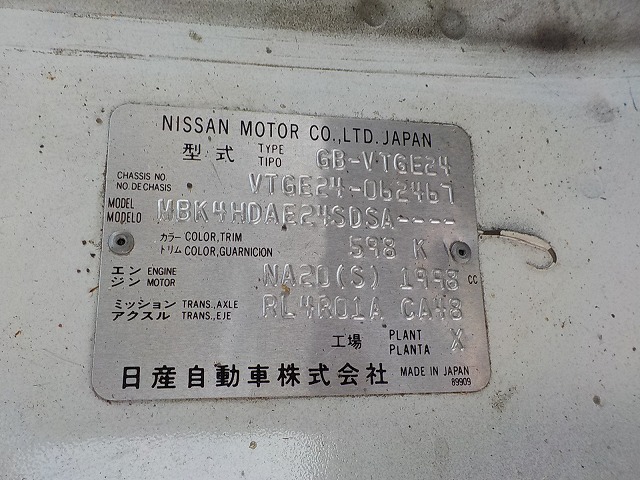 NISSAN MOTOR CO.,LTD. JAPAN
型式 TYPE TIPO GB-VTGE24
CHASSIS NO. NO. DE CHASIS VTGE24-062467
MODEL MODELO WBK4HDAE24SDSA----
カラー COLOR,TRIM トリム COLOR,GUARNICION 598 K
エンジン ENGINE MOTOR NA20(S) 1998 CC
ミッション TRANS.,AXLE アクスル TRANS.,EJE RL4R01A CA48
工場 PLANT PLANTA X
日産自動車株式会社 MADE IN JAPAN
89909